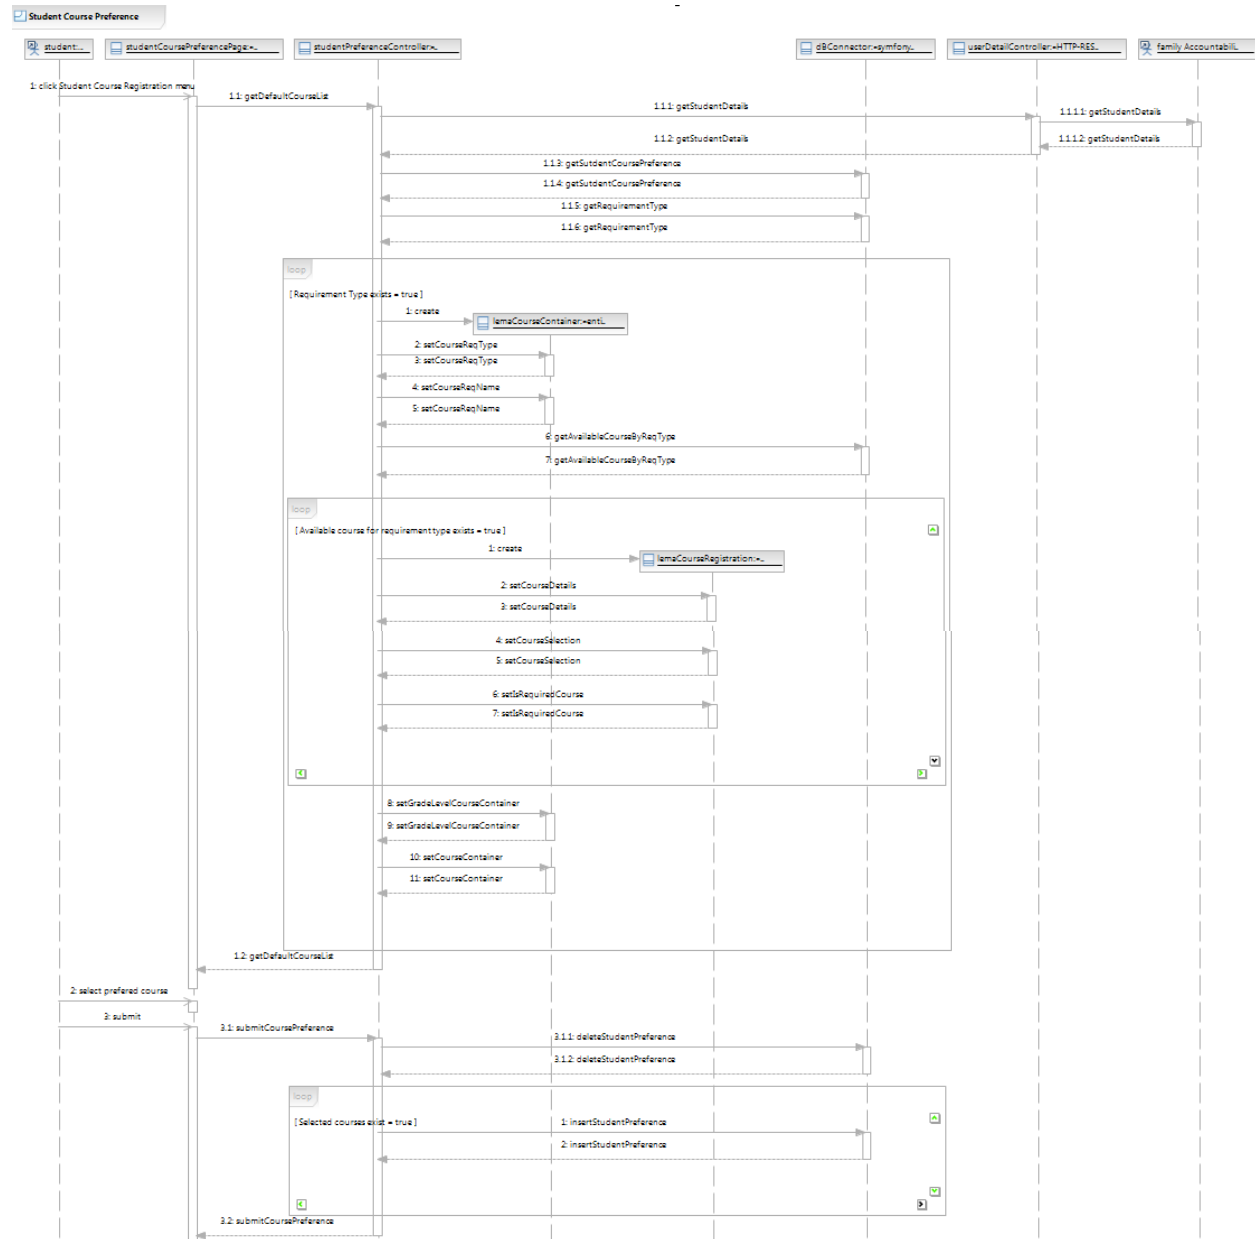 Student Course Preference
student:...
studentCoursePreferencePage:«...
studentPreferenceController:«...
dBConnector:«symfony...
userDetailController:«HTTP-RES...
family Accountabili...
1: click Student Course Registration menu
1.1: getDefaultCourseList
1.1.1: getStudentDetails
1.1.1.1: getStudentDetails
1.1.2: getStudentDetails
1.1.1.2: getStudentDetails
1.1.3: getSutdentCoursePreference
1.1.4: getSutdentCoursePreference
1.1.5: getRequirementType
1.1.6: getRequirementType
loop
[ Requirement Type exists = true ]
1: create
lemaCourseContainer:«enti...
2: setCourseReqType
3: setCourseReqType
4: setCourseReqName
5: setCourseReqName
6: getAvailableCourseByReqType
7: getAvailableCourseByReqType
loop
[ Available course for requirement type exists = true ]
1: create
lemaCourseRegistration:«...
2: setCourseDetails
3: setCourseDetails
4: setCourseSelection
5: setCourseSelection
6: setIsRequiredCourse
7: setIsRequiredCourse
8: setGradeLevelCourseContainer
9: setGradeLevelCourseContainer
10: setCourseContainer
11: setCourseContainer
1.2: getDefaultCourseList
2: select prefered course
3: submit
3.1: submitCoursePreference
3.1.1: deleteStudentPreference
3.1.2: deleteStudentPreference
loop
[ Selected courses exist = true ]
1: insertStudentPreference
2: insertStudentPreference
3.2: submitCoursePreference